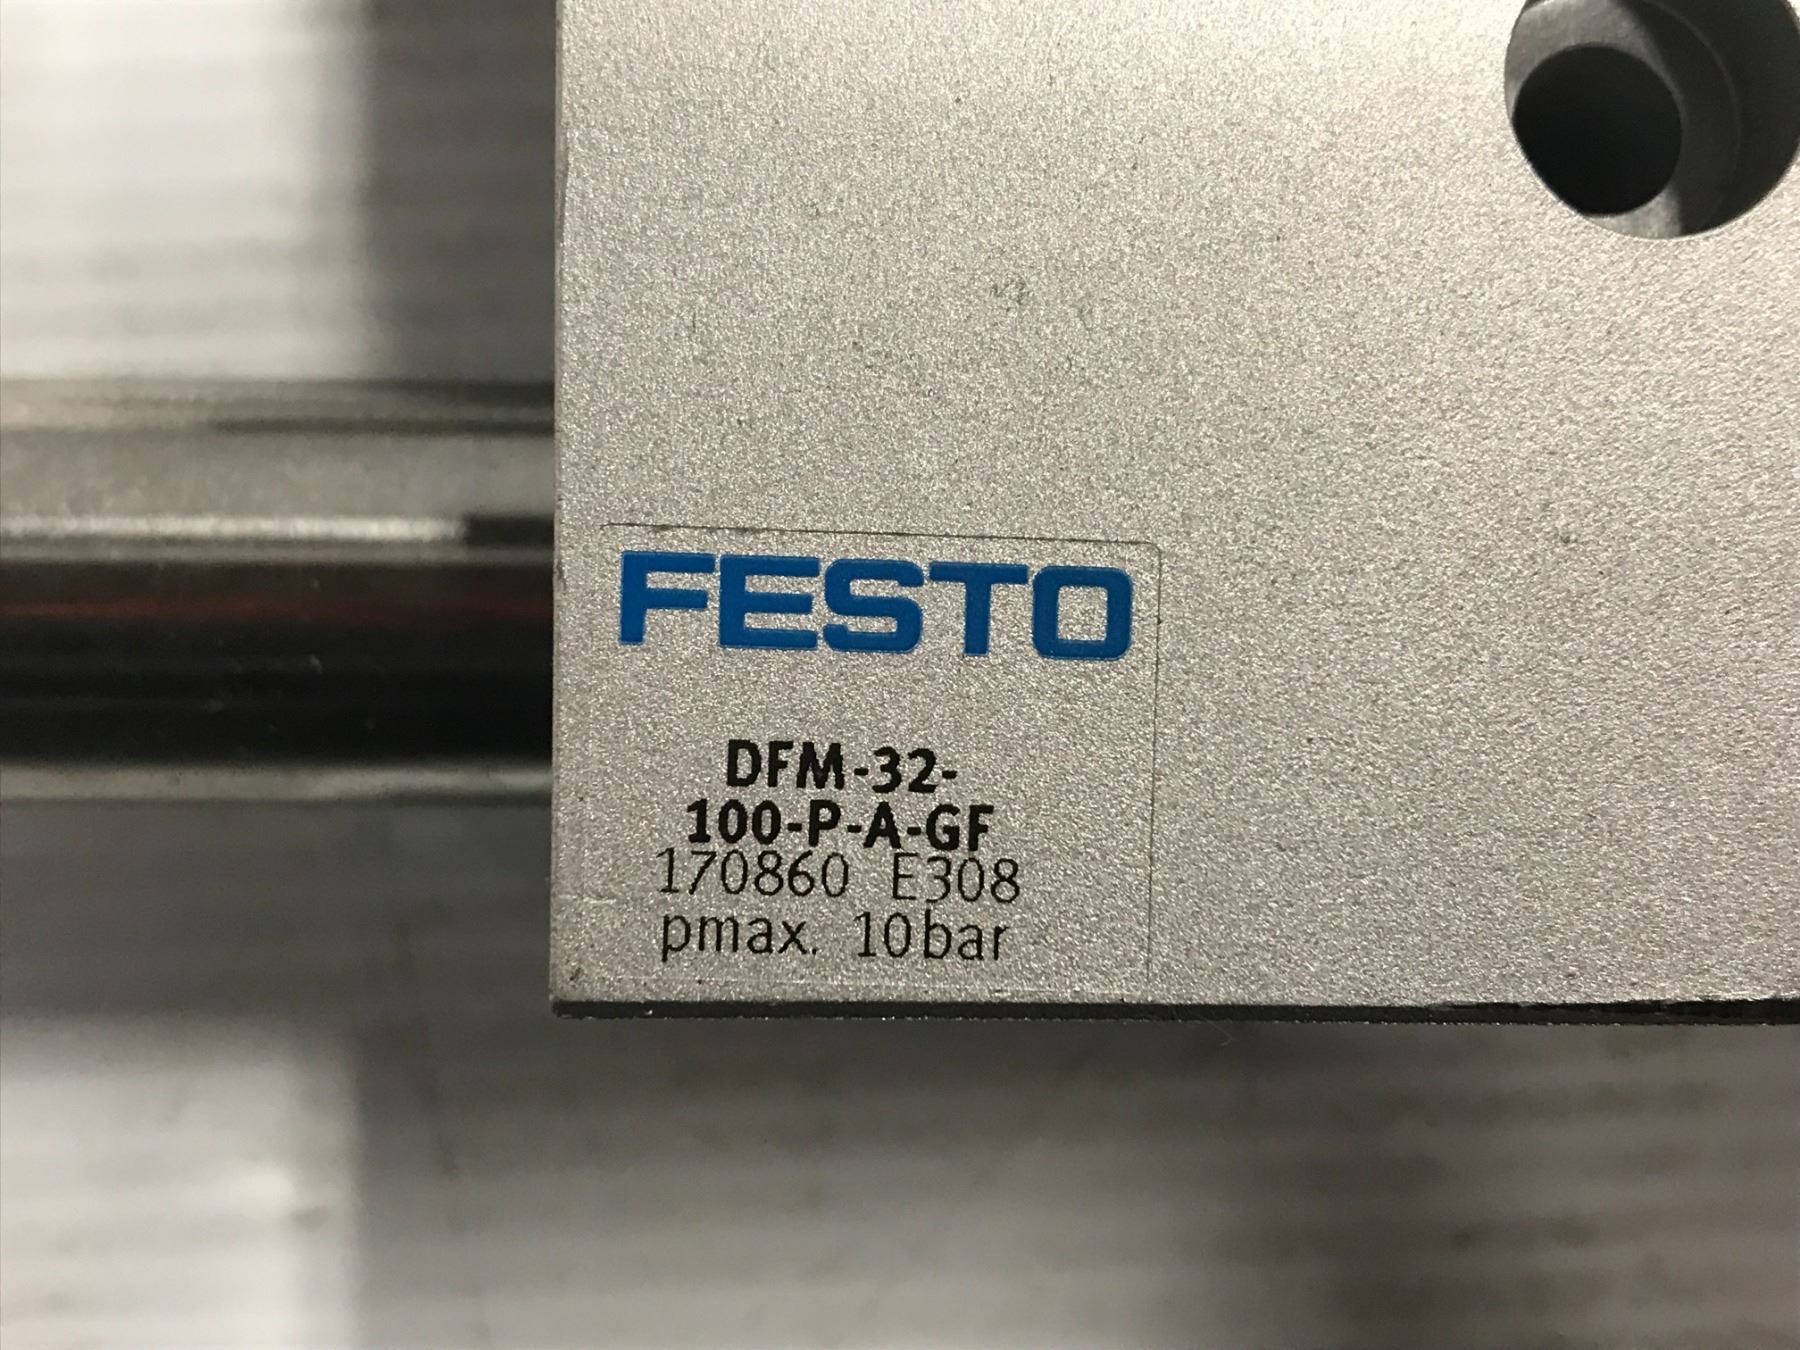 FESTO
DFM-32-
100-P-A-GF
170860 E308
pmax. 10bar